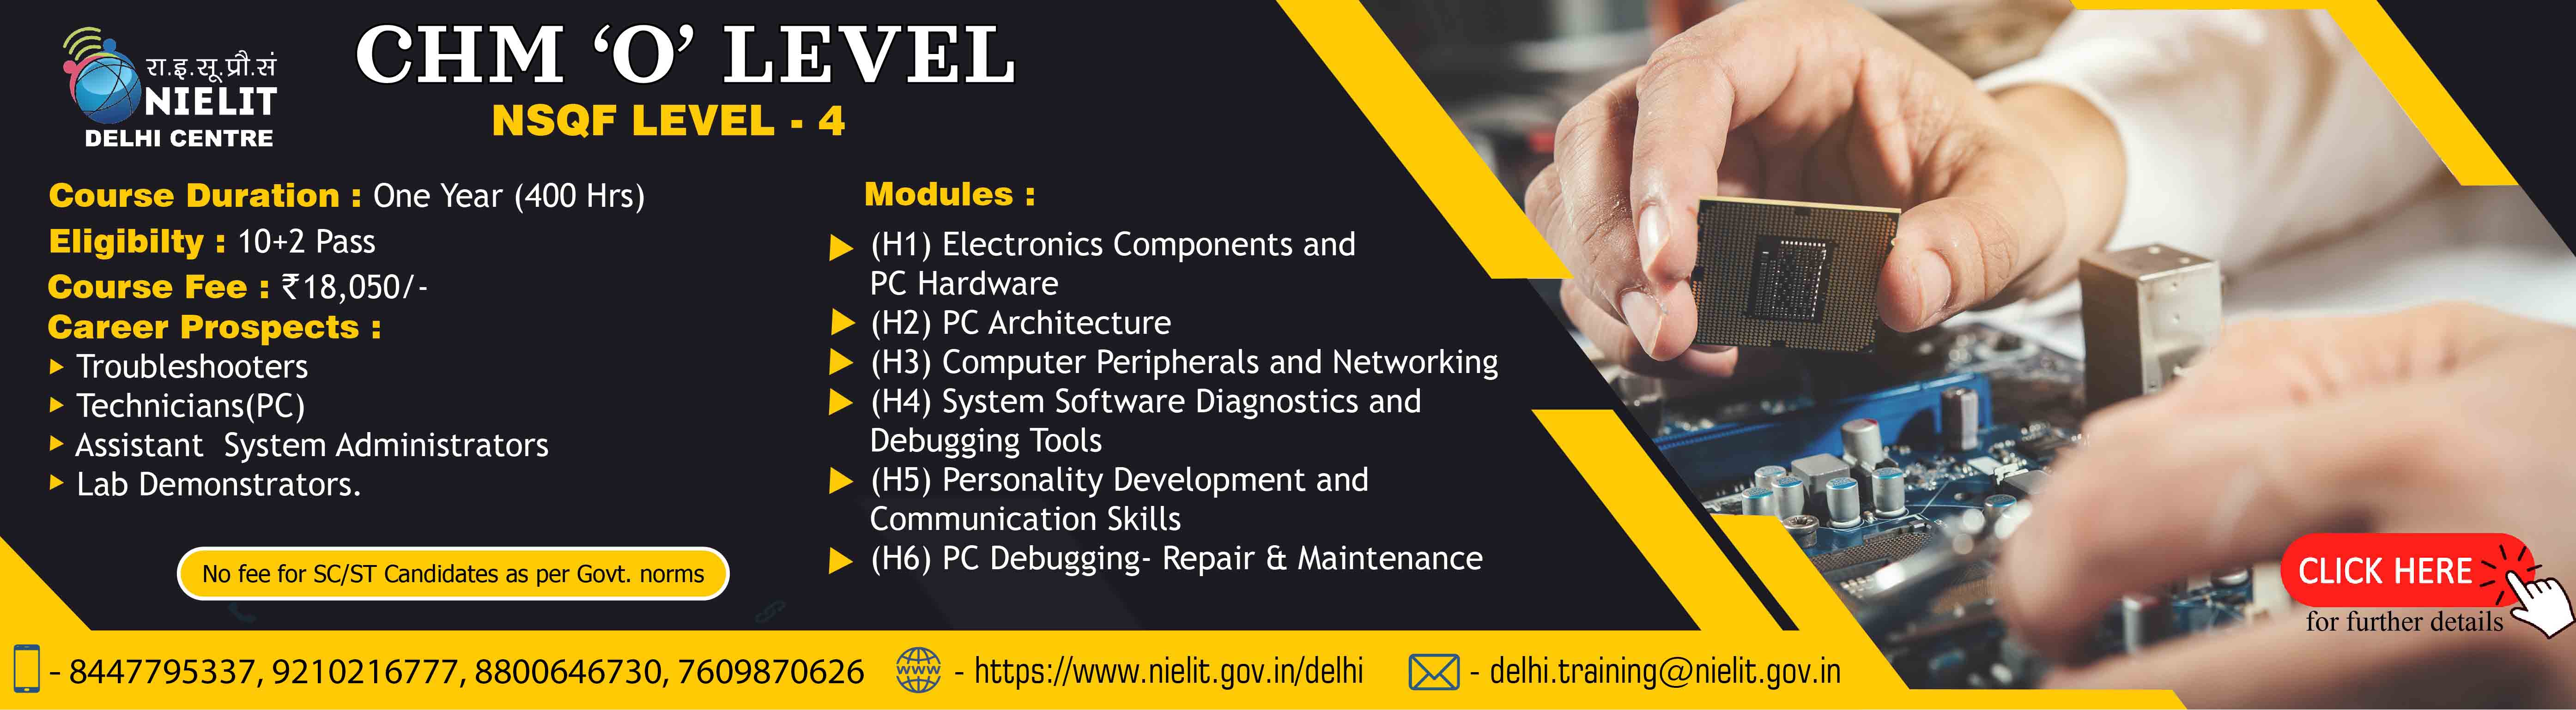 रा.इ.सू.प्रौ.सं
NIELIT
DELHI CENTRE
CHM ‘O’ LEVEL
NSQF LEVEL - 4
Course Duration : One Year (400 Hrs)
Eligibilty : 10+2 Pass
Course Fee : ₹18,050/-
Career Prospects :
Troubleshooters
Technicians(PC)
Assistant System Administrators
Lab Demonstrators.
No fee for SC/ST Candidates as per Govt. norms
Modules :
(H1) Electronics Components and
PC Hardware
(H2) PC Architecture
(H3) Computer Peripherals and Networking
(H4) System Software Diagnostics and
Debugging Tools
(H5) Personality Development and
Communication Skills
(H6) PC Debugging- Repair & Maintenance
CLICK HERE
for further details
- 8447795337, 9210216777, 8800646730, 7609870626
www - https://www.nielit.gov.in/delhi
- delhi.training@nielit.gov.in